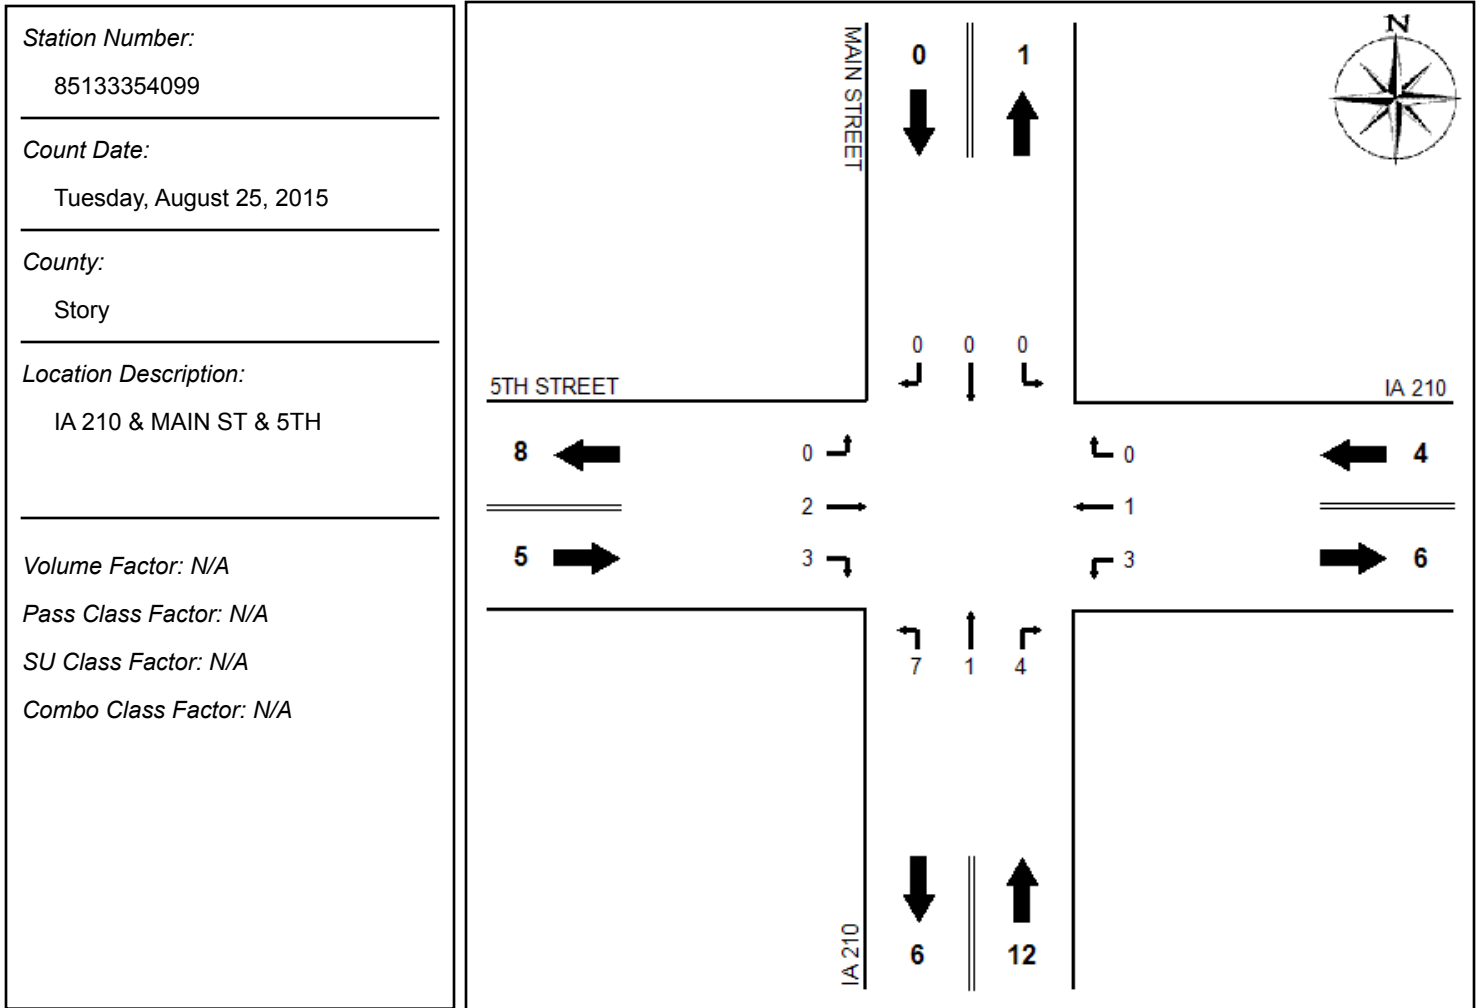 Station Number:
85133354099
Count Date:
Tuesday, August 25, 2015
County:
Story
Location Description:
IA 210 & MAIN ST & 5TH
Volume Factor: N/A
Pass Class Factor: N/A
SU Class Factor: N/A
Combo Class Factor: N/A
N
MAIN STREET
0 1
0 0 0
5TH STREET
IA 210
8 0 0 4
2 1
5 3 3 6
7 1 4
IA 210
6 12